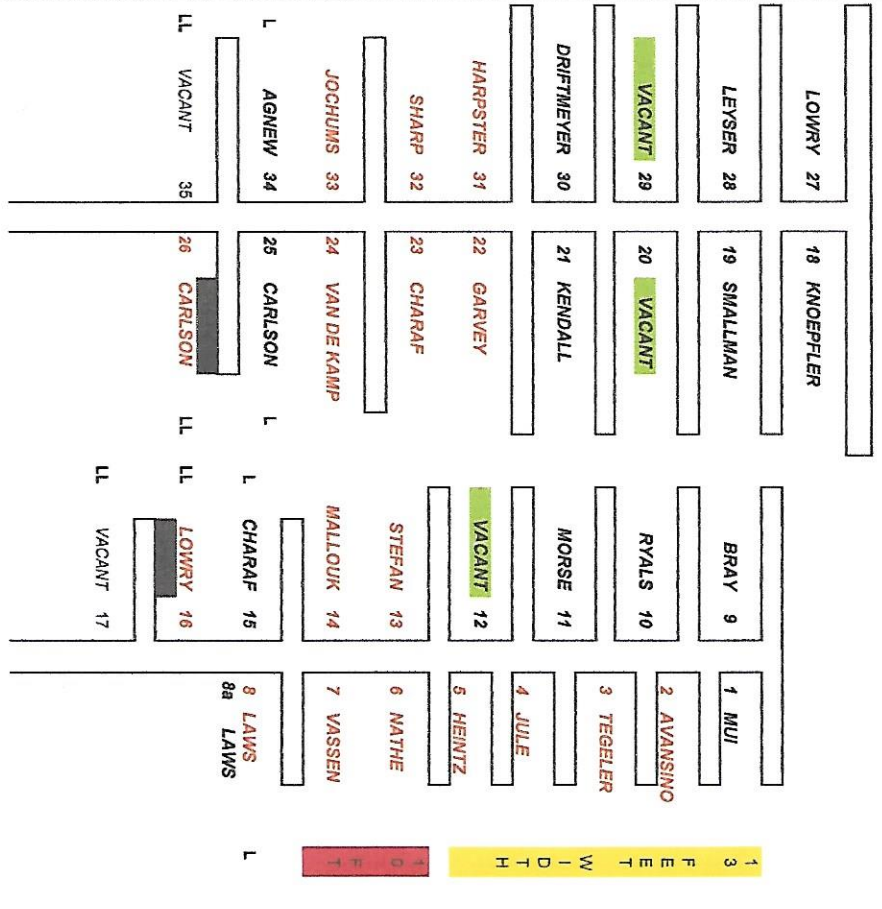 LOWRY 27 18 KNOEPFLER
LEYSER 28 19 SMALLMAN BRAY 9 1 MUI
2 AVANSINO
VACANT 29 20 VACANT RYALS 10
3 TEGELER
DRIFTMEYER 30 21 KENDALL MORSE 11
4 JULE
HARPSTER 31 22 GARVEY VACANT 12
5 HEINTZ
SHARP 32 23 CHARAF STEFAN 13 6 NATHE
JOCHUMS 33 24 VAN DE KAMP MALLOUK 14 7 VASSEN
L AGNEW 34 25 CARLSON L L CHARAF 15 8 LAWS L
8a LAWS
LL VACANT 35 26 CARLSON LL LL LOWRY 16
LL VACANT 17
13 FEET WIDTH
10 FT